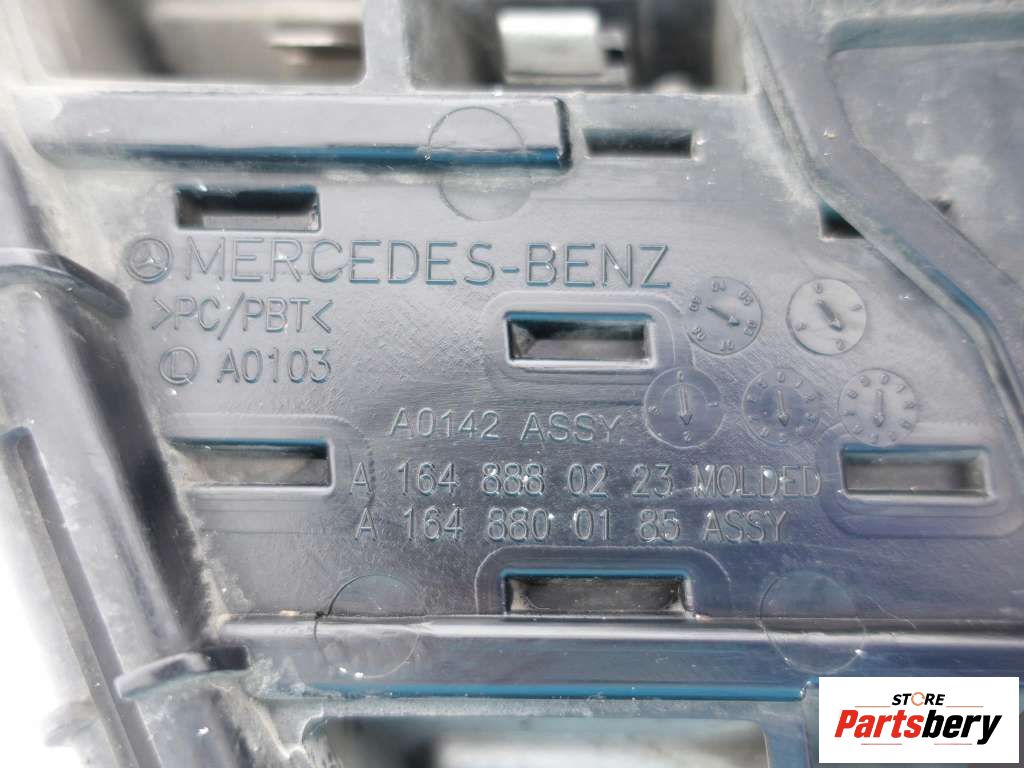 MERCEDES-BENZ
>PC/PBT<
L A0103
A0142 ASSY.
A 164 888 02 23 MOLDED
A 164 880 01 85 ASSY
STORE
Partsbery